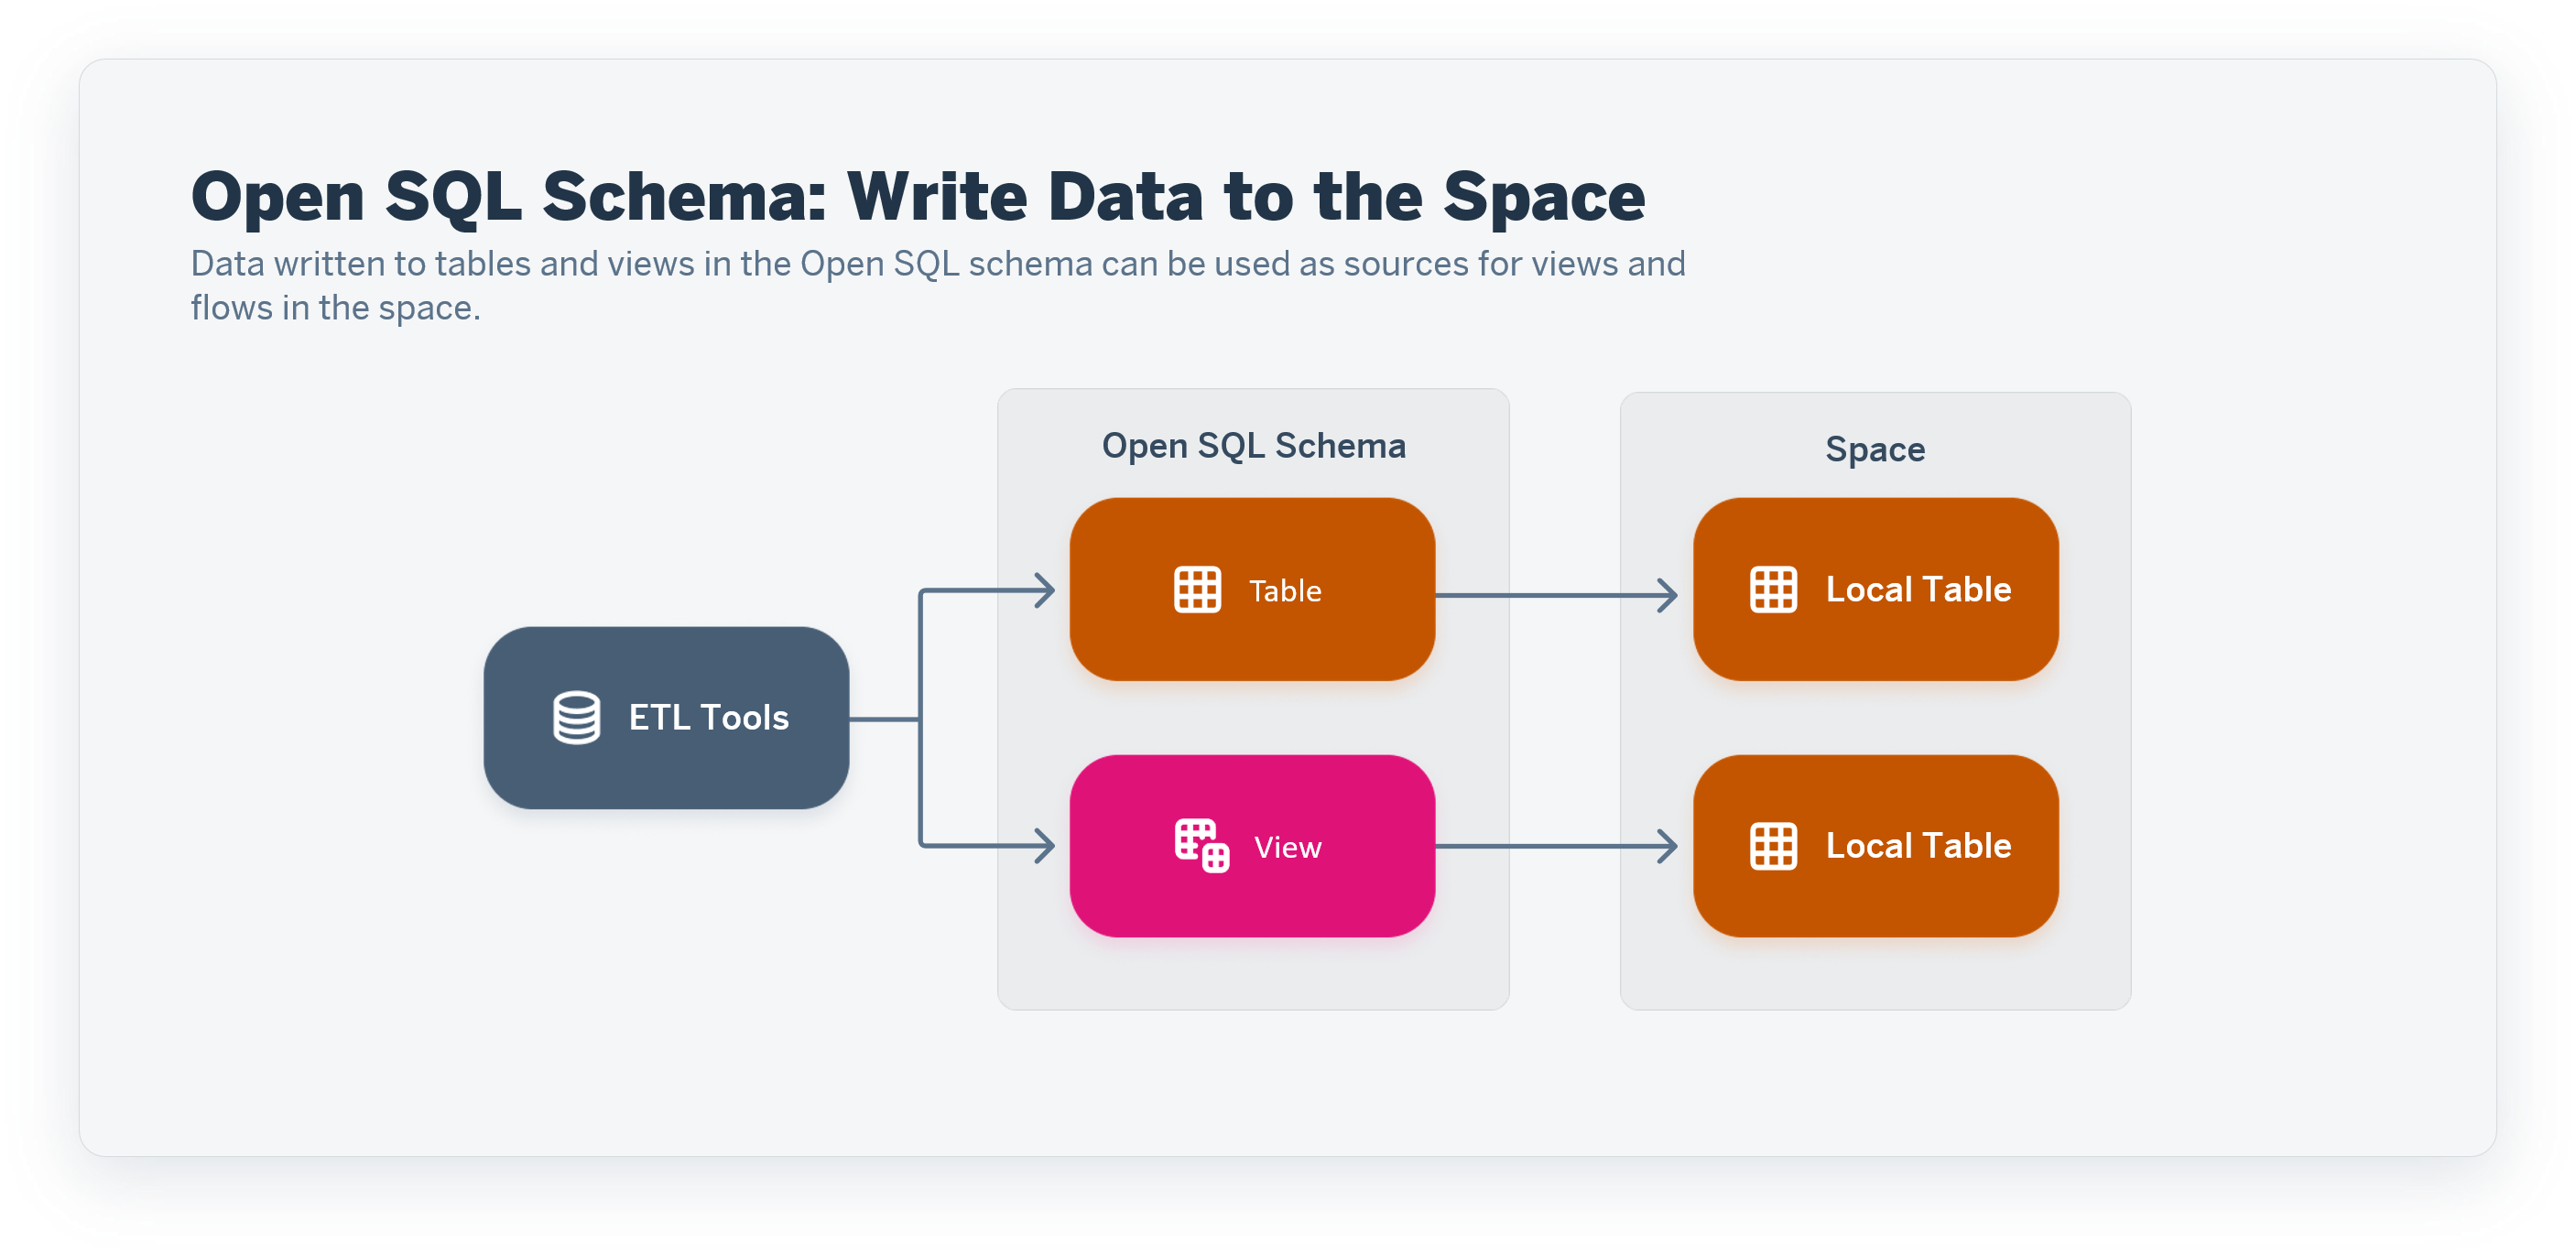 Open SQL Schema: Write Data to the Space
Data written to tables and views in the Open SQL schema can be used as sources for views and
flows in the space.
Open SQL Schema
Space
Table
Local Table
ETL Tools
View
Local Table